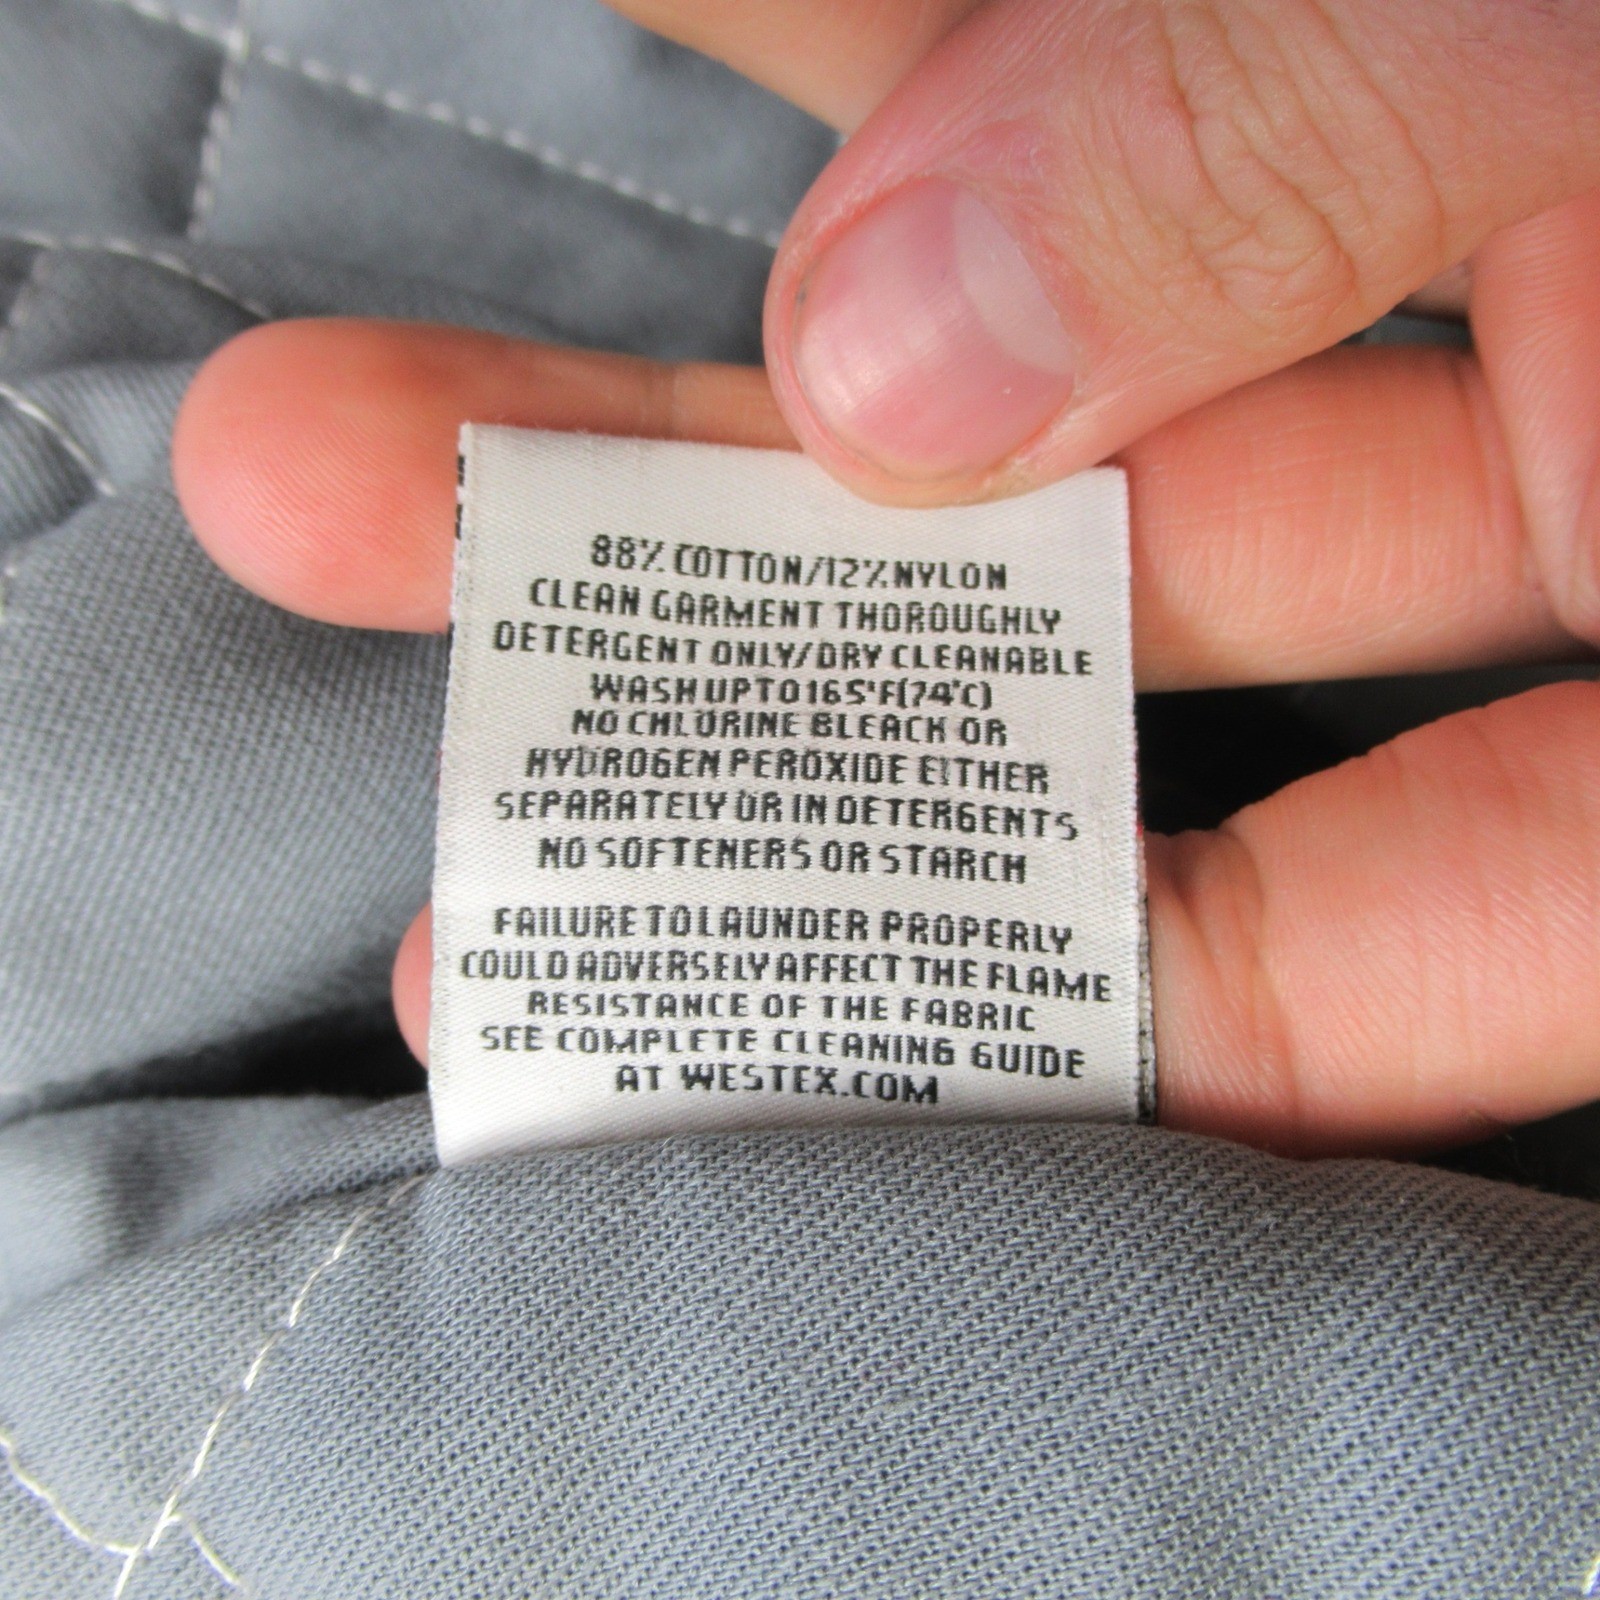 88% COTTON/12% NYLON
CLEAN GARMENT THOROUGHLY
DETERGENT ONLY/DRY CLEANABLE
WASH UP TO 165°F(74°C)
NO CHLORINE BLEACH OR
HYDROGEN PEROXIDE EITHER
SEPARATELY OR IN DETERGENTS
NO SOFTENERS OR STARCH
FAILURE TO LAUNDER PROPERLY
COULD ADVERSELY AFFECT THE FLAME
RESISTANCE OF THE FABRIC
SEE COMPLETE CLEANING GUIDE
AT WESTEX.COM